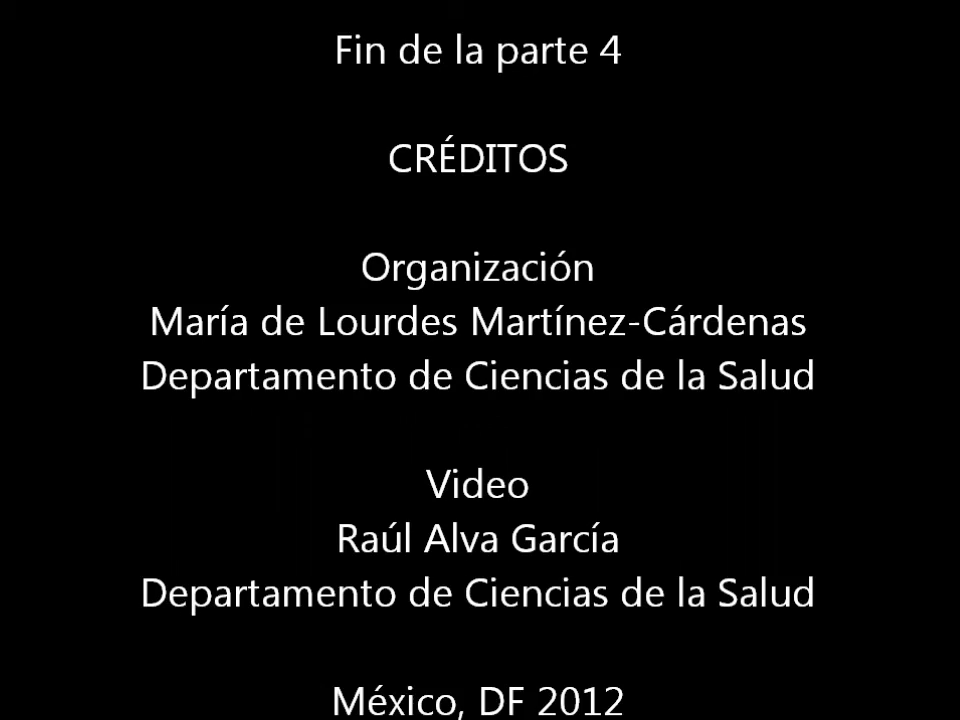 Fin de la parte 4
CRÉDITOS
Organización
María de Lourdes Martínez-Cárdenas
Departamento de Ciencias de la Salud
Video
Raúl Alva García
Departamento de Ciencias de la Salud
México, DF 2012